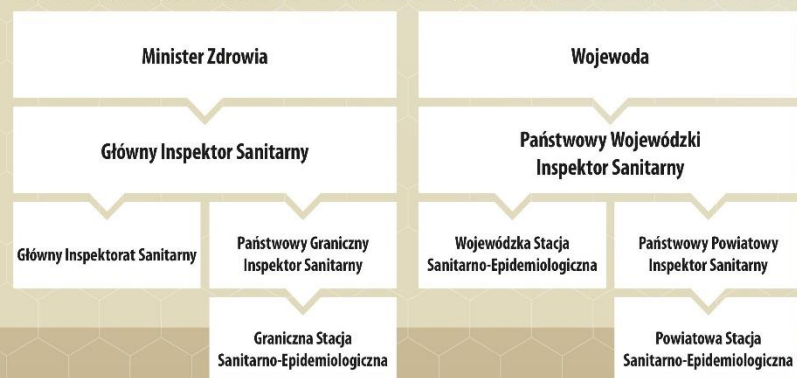 Minister Zdrowia
Wojewoda
Główny Inspektor Sanitarny
Państwowy Wojewódzki
Inspektor Sanitarny
Główny Inspektorat Sanitarny
Państwowy Graniczny
Inspektor Sanitarny
Wojewódzka Stacja
Sanitarno-Epidemiologiczna
Państwowy Powiatowy
Inspektor Sanitarny
Graniczna Stacja
Sanitarno-Epidemiologiczna
Powiatowa Stacja
Sanitarno-Epidemiologiczna